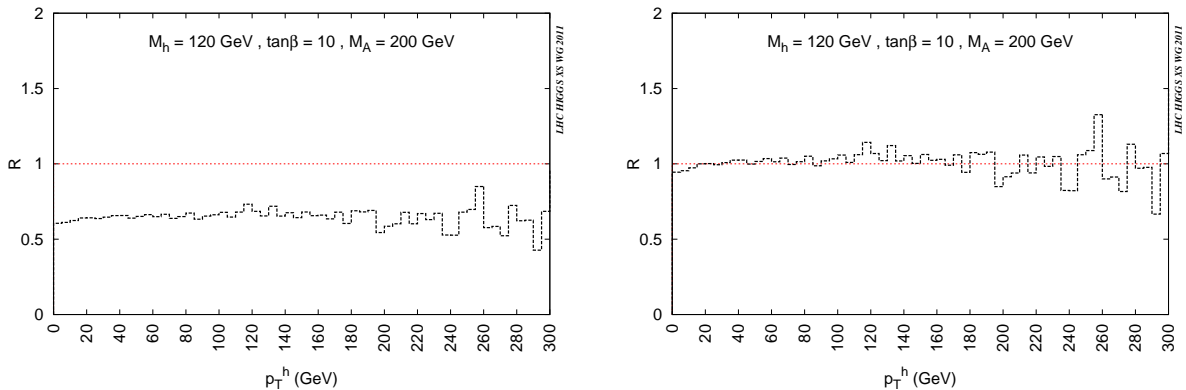 2
1.5
1
0.5
0
R
M_h = 120 GeV , tanβ = 10 , M_A = 200 GeV
LHC HIGGS XS WG 2011
0 20 40 60 80 100 120 140 160 180 200 220 240 260 280 300
p_T^h (GeV)
2
1.5
1
0.5
0
R
M_h = 120 GeV , tanβ = 10 , M_A = 200 GeV
LHC HIGGS XS WG 2011
0 20 40 60 80 100 120 140 160 180 200 220 240 260 280 300
p_T^h (GeV)